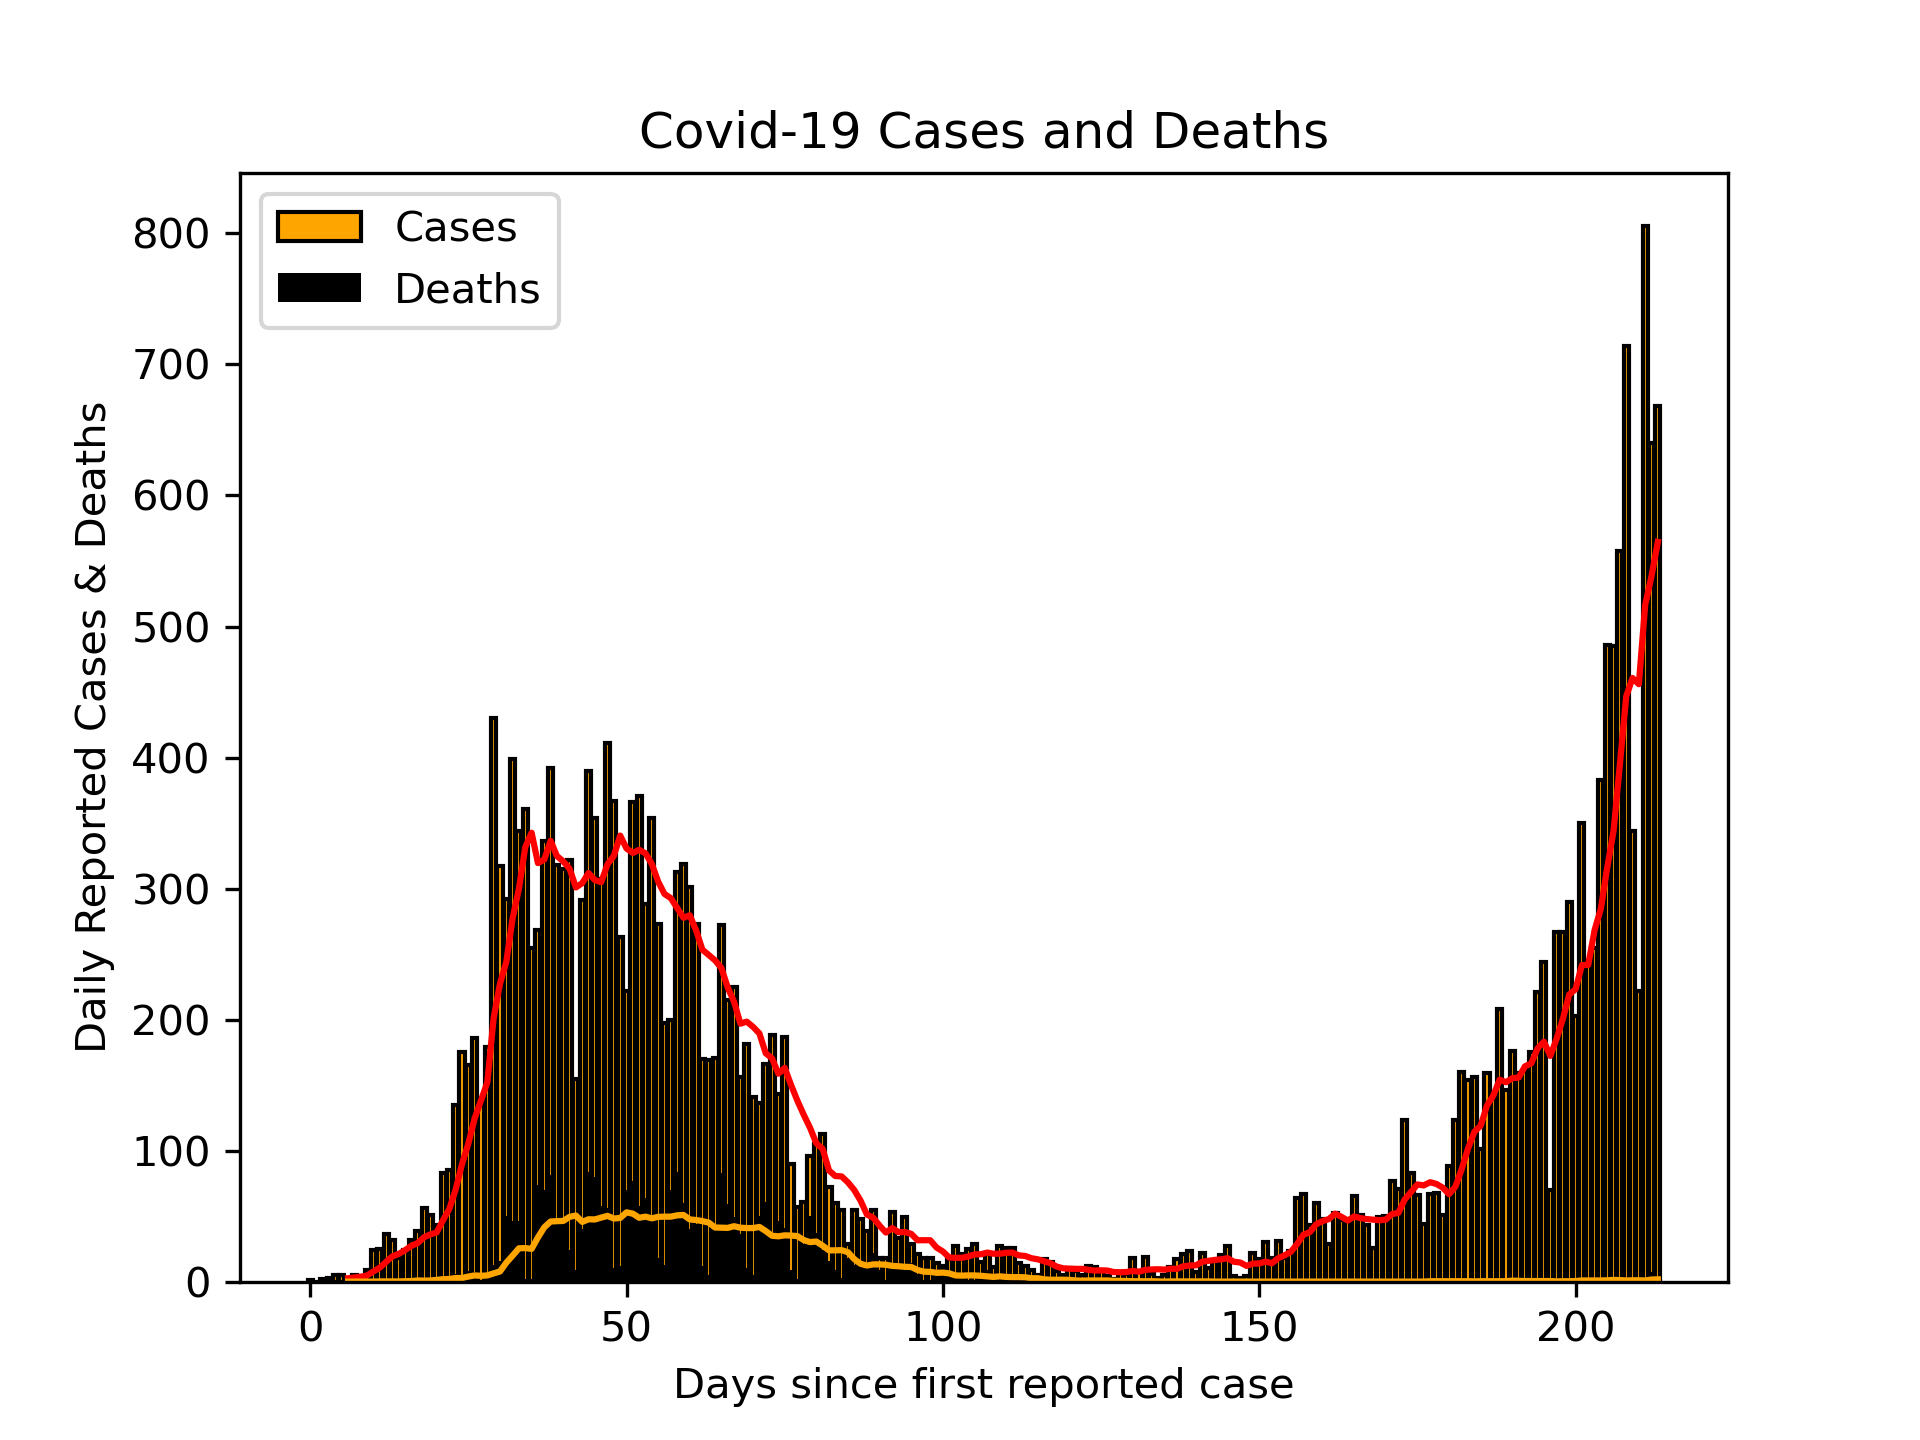 Covid-19 Cases and Deaths
Cases
Deaths
800
700
600
500
400
300
200
100
0
Daily Reported Cases & Deaths
0 50 100 150 200
Days since first reported case